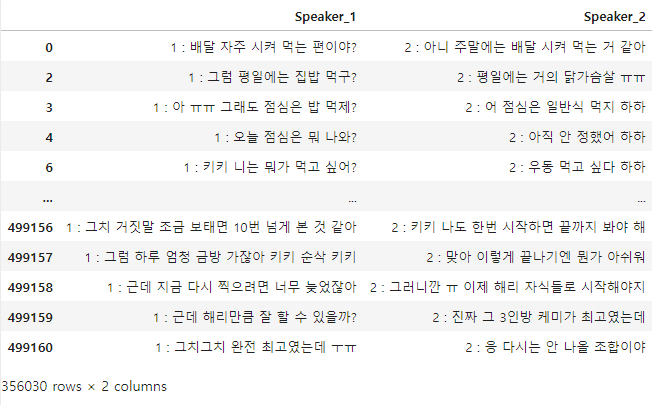 Speaker_1 Speaker_2
0 1 : 배달 자주 시켜 먹는 편이야? 2 : 아니 주말에는 배달 시켜 먹는 거 같아
2 1 : 그럼 평일에는 집밥 먹구? 2 : 평일에는 거의 닭가슴살 ㅠㅠ
3 1 : 아 ㅠㅠ 그래도 점심은 밥 먹제? 2 : 어 점심은 일반식 먹지 하하
4 1 : 오늘 점심은 뭐 나와? 2 : 아직 안 정했어 하하
6 1 : 키키 니는 뭐가 먹고 싶어? 2 : 우동 먹고 싶다 하하
... ... ...
499156 1 : 그치 거짓말 조금 보태면 10번 넘게 본 것 같아 2 : 키키 나도 한번 시작하면 끝까지 봐야 해
499157 1 : 그럼 하루 엄청 금방 가잖아 키키 순삭 키키 2 : 맞아 이렇게 끝나기엔 뭔가 아쉬워
499158 1 : 근데 지금 다시 찍으려면 너무 늦었잖아 2 : 그러니깐 ㅠ 이제 해리 자식들로 시작해야지
499159 1 : 근데 해리만큼 잘 할 수 있을까? 2 : 진짜 그 3인방 케미가 최고였는데
499160 1 : 그치그치 완전 최고였는데 ㅜㅠ 2 : 응 다시는 안 나올 조합이야
356030 rows × 2 columns